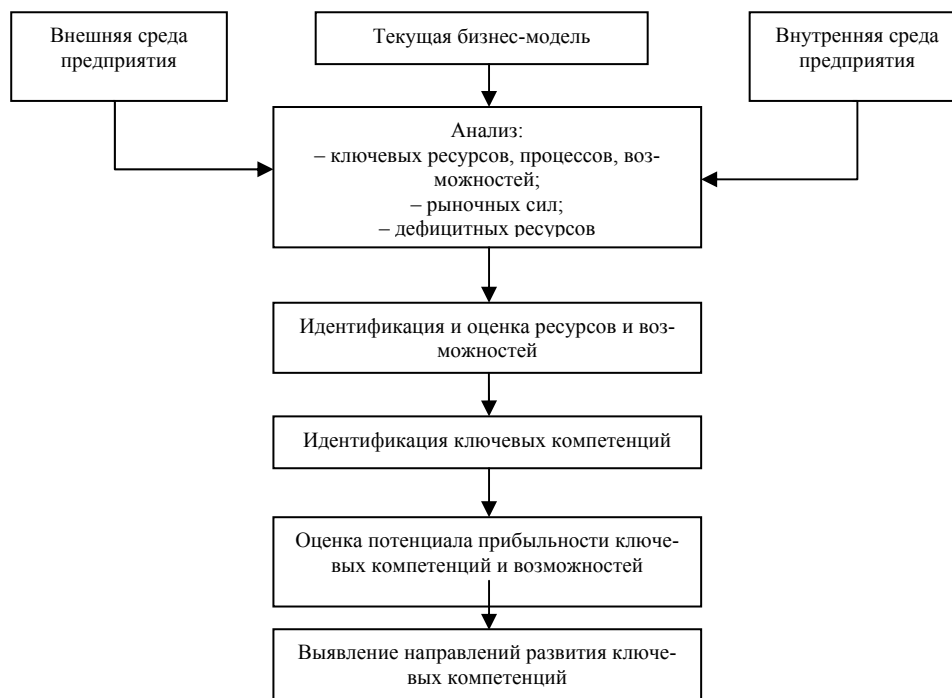 Внешняя среда
предприятия
Текущая бизнес-модель
Внутренняя среда
предприятия
Анализ:
– ключевых ресурсов, процессов, воз-
можностей;
– рыночных сил;
– дефицитных ресурсов
Идентификация и оценка ресурсов и воз-
можностей
Идентификация ключевых компетенций
Оценка потенциала прибыльности ключе-
вых компетенций и возможностей
Выявление направлений развития ключе-
вых компетенций